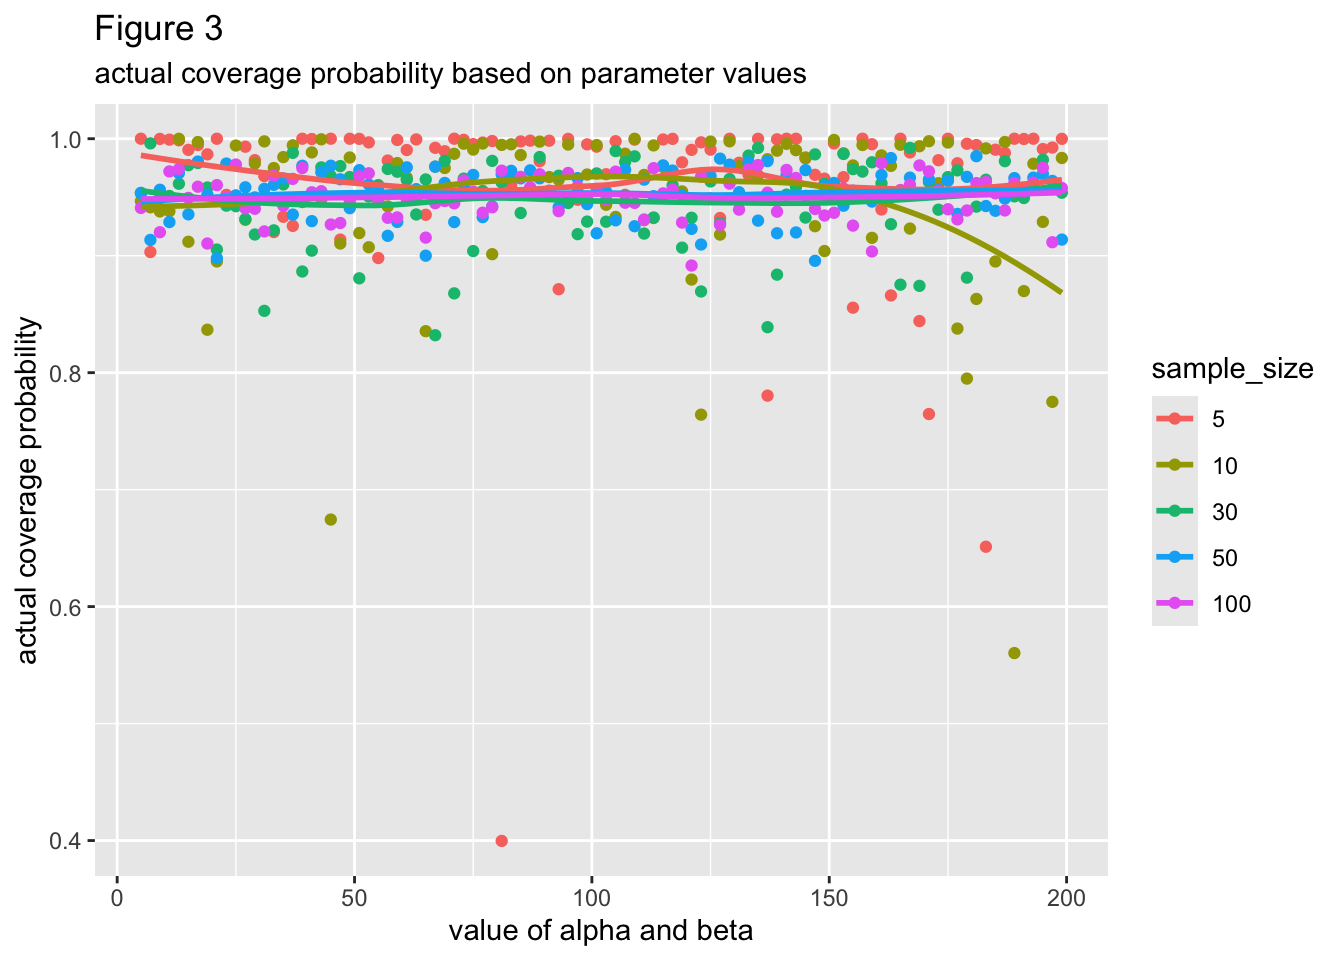 Figure 3
actual coverage probability based on parameter values
actual coverage probability
1.0
0.8
0.6
0.4
0
50
100
150
200
value of alpha and beta
sample_size
5
10
30
50
100